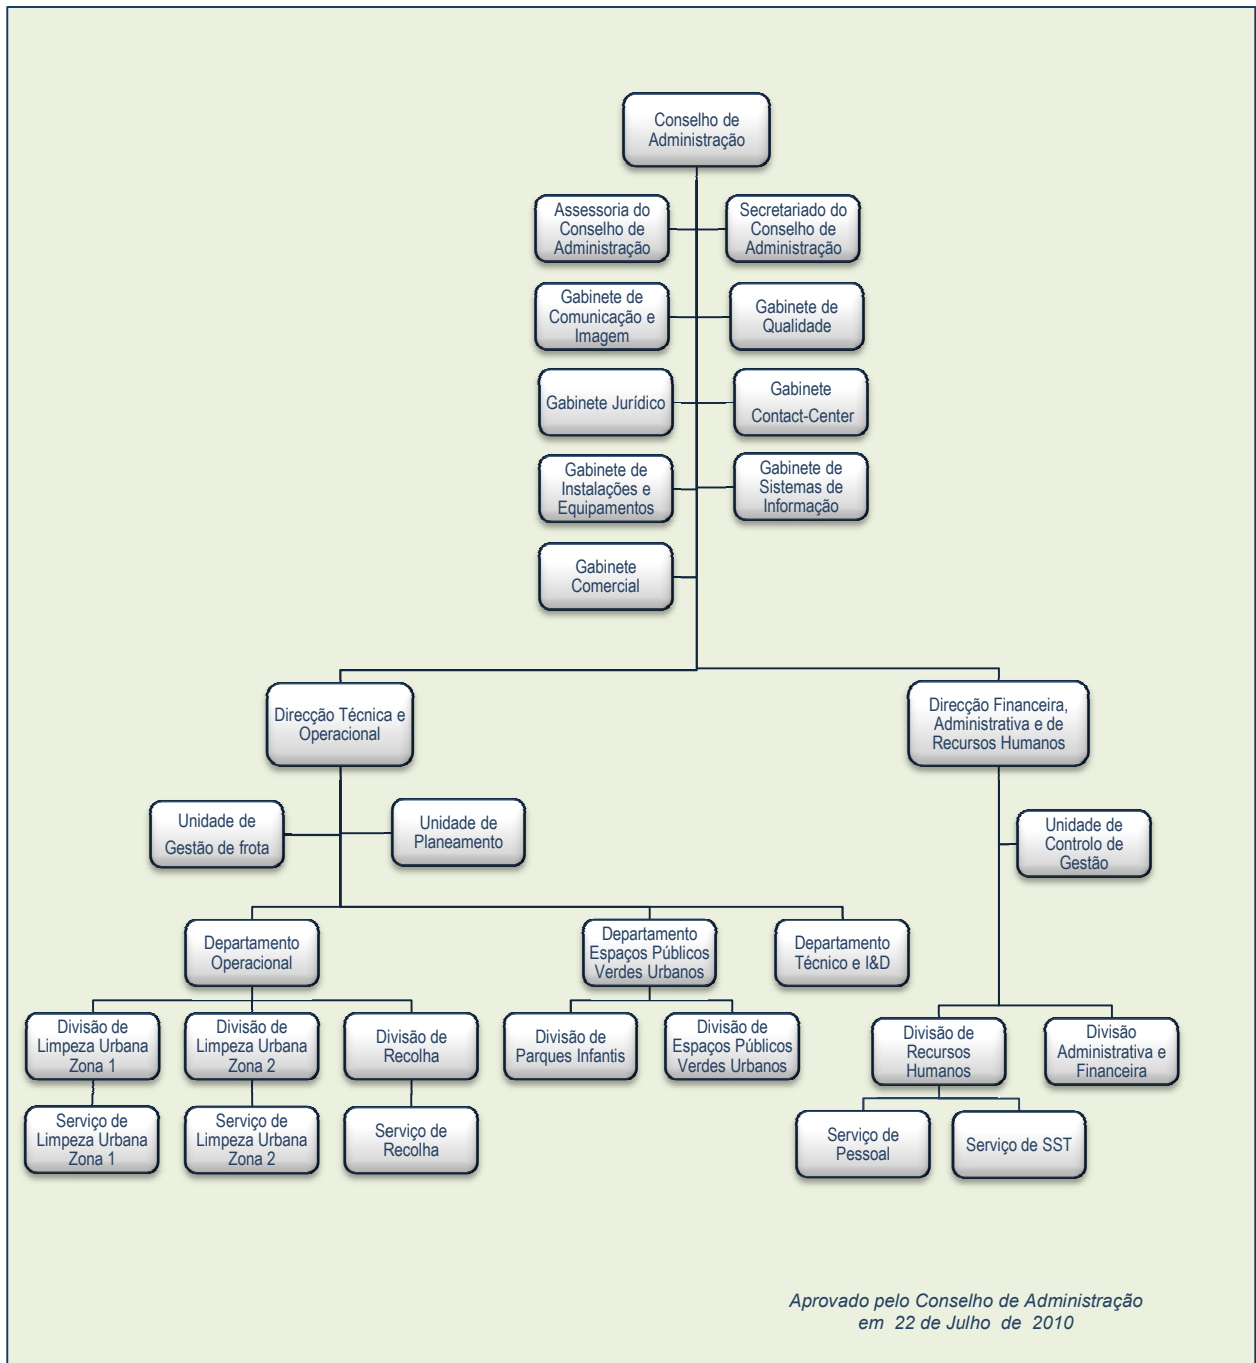 Conselho de
Administração
Assessoria do
Conselho de
Administração
Secretariado do
Conselho de
Administração
Gabinete de
Comunicação e
Imagem
Gabinete de
Qualidade
Gabinete Jurídico
Gabinete
Contact-Center
Gabinete de
Instalações e
Equipamentos
Gabinete de
Sistemas de
Informação
Gabinete
Comercial
Direcção Técnica e
Operacional
Direcção Financeira,
Administrativa e de
Recursos Humanos
Unidade de
Gestão de frota
Unidade de
Planeamento
Unidade de
Controlo de
Gestão
Departamento
Operacional
Departamento
Espaços Públicos
Verdes Urbanos
Departamento
Técnico e I&D
Divisão de
Limpeza Urbana
Zona 1
Divisão de
Limpeza Urbana
Zona 2
Divisão de
Recolha
Divisão de
Parques Infantis
Divisão de
Espaços Públicos
Verdes Urbanos
Divisão de
Recursos
Humanos
Divisão
Administrativa e
Financeira
Serviço de
Limpeza Urbana
Zona 1
Serviço de
Limpeza Urbana
Zona 2
Serviço de
Recolha
Serviço de
Pessoal
Serviço de SST
Aprovado pelo Conselho de Administração
em 22 de Julho de 2010